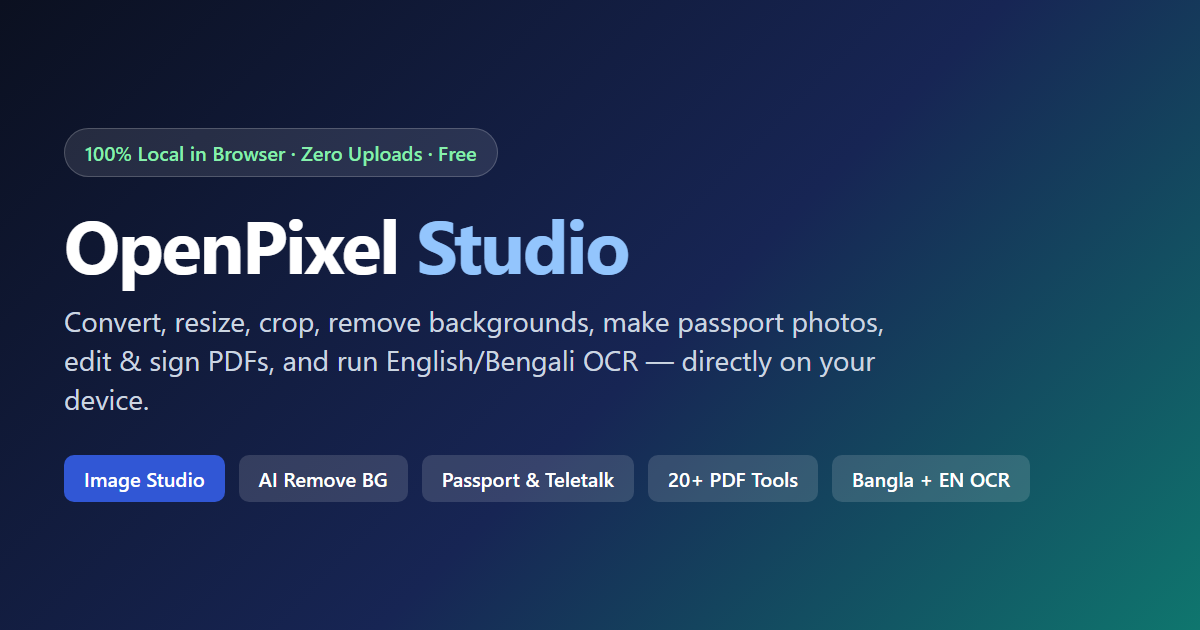 100% Local in Browser · Zero Uploads · Free
OpenPixel Studio
Convert, resize, crop, remove backgrounds, make passport photos,
edit & sign PDFs, and run English/Bengali OCR — directly on your
device.
Image Studio
AI Remove BG
Passport & Teletalk
20+ PDF Tools
Bangla + EN OCR